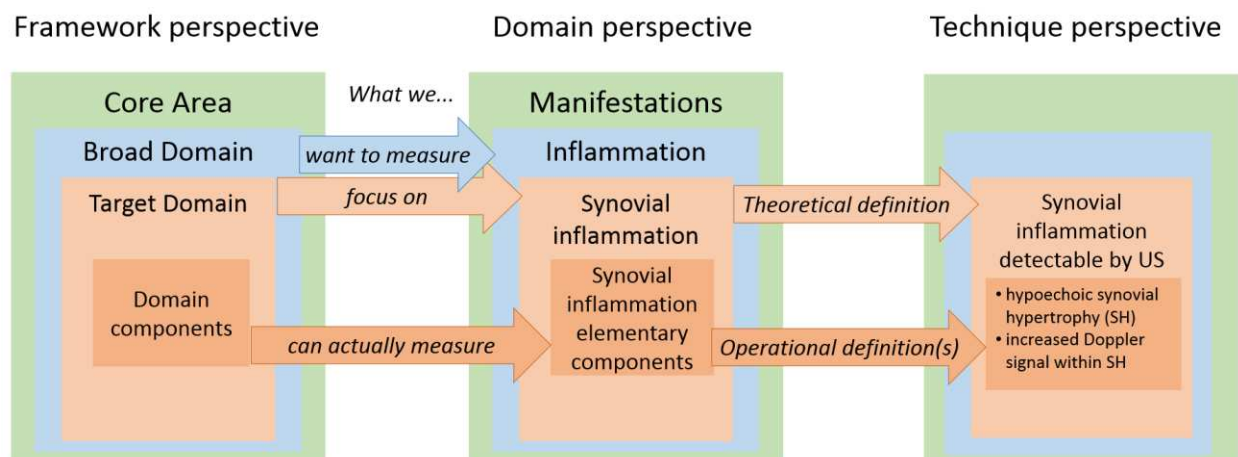 Framework perspective
Domain perspective
Technique perspective
Core Area
What we...
Manifestations
Broad Domain
want to measure
Inflammation
Target Domain
focus on
Synovial
inflammation
Theoretical definition
Synovial
inflammation
detectable by US
Domain
components
can actually measure
Synovial
inflammation
elementary
components
Operational definition(s)
• hypoechoic synovial
hypertrophy (SH)
• increased Doppler
signal within SH